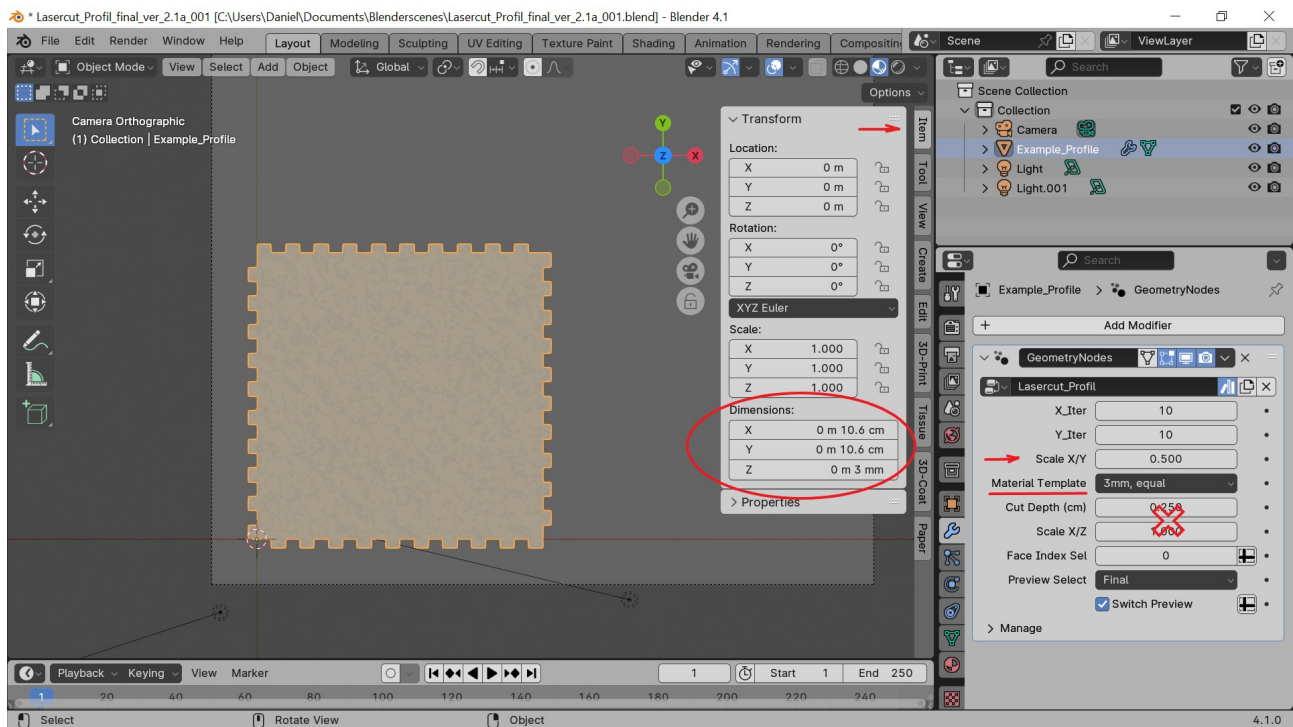 * Lasercut_Profil_final_ver_2.1a_001 [C:\Users\Daniel\Documents\Blenderscenes\Lasercut_Profil_final_ver_2.1a_001.blend] - Blender 4.1
File Edit Render Window Help Layout Modeling Sculpting UV Editing Texture Paint Shading Animation Rendering Compositing Scene ViewLayer
Object Mode View Select Add Object Global Search
Options
Scene Collection
Collection
Camera
Example_Profile
Light
Light.001
Camera Orthographic
(1) Collection | Example_Profile
Y
Z
X
Transform
Location:
X 0 m
Y 0 m
Z 0 m
Rotation:
X 0°
Y 0°
Z 0°
XYZ Euler
Scale:
X 1.000
Y 1.000
Z 1.000
Dimensions:
X 0 m 10.6 cm
Y 0 m 10.6 cm
Z 0 m 3 mm
Properties
Item
Tool
View
Create
Edit
3D-Print
Tissue
3D-Coat
Paper
Search
Example_Profile > GeometryNodes
+ Add Modifier
GeometryNodes
Lasercut_Profil
X_Iter 10
Y_Iter 10
Scale X/Y 0.500
Material Template 3mm, equal
Cut Depth (cm) 0.250
Scale X/Z 1.000
Face Index Sel 0
Preview Select Final
Switch Preview
Manage
Playback Keying View Marker 1 Start 1 End 250
1 20 40 60 80 100 120 140 160 180 200 220 240
Select Rotate View Object 4.1.0